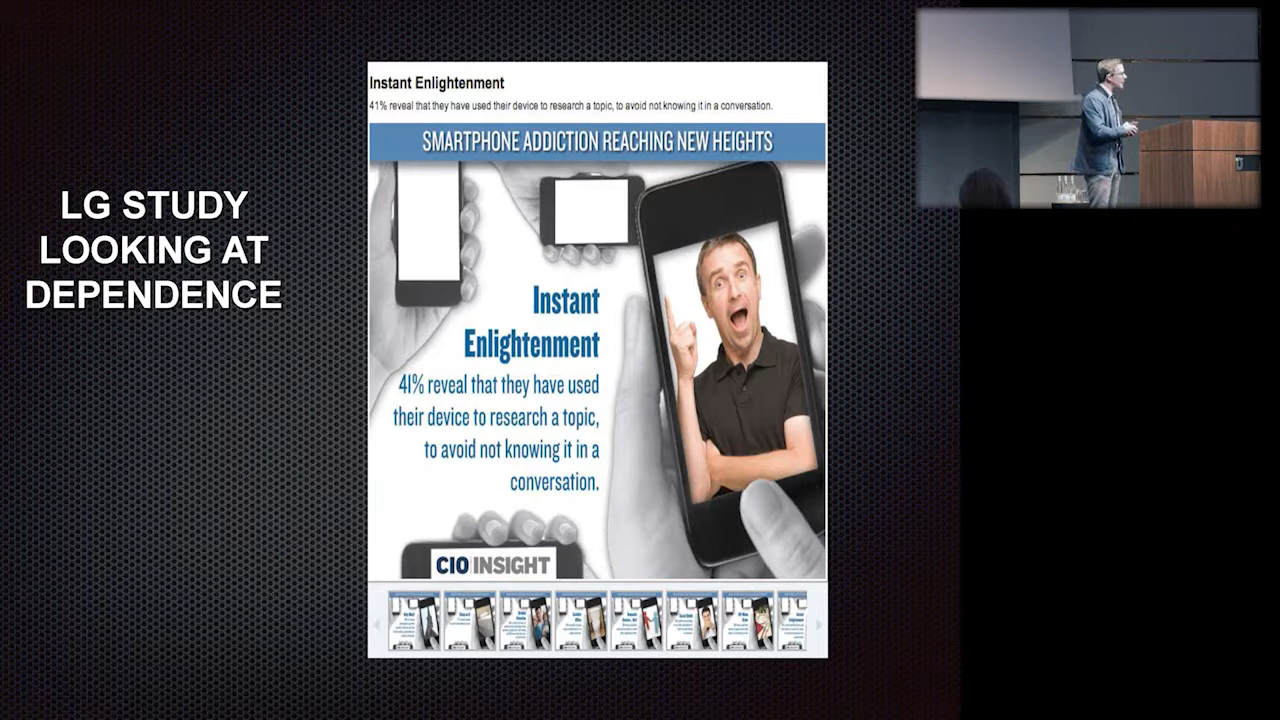 LG STUDY
LOOKING AT
DEPENDENCE
Instant Enlightenment
41% reveal that they have used their device to research a topic, to avoid not knowing it in a conversation.
SMARTPHONE ADDICTION REACHING NEW HEIGHTS
Instant
Enlightenment
41% reveal that they have used
their device to research a topic,
to avoid not knowing it in a
conversation.
CIO INSIGHT